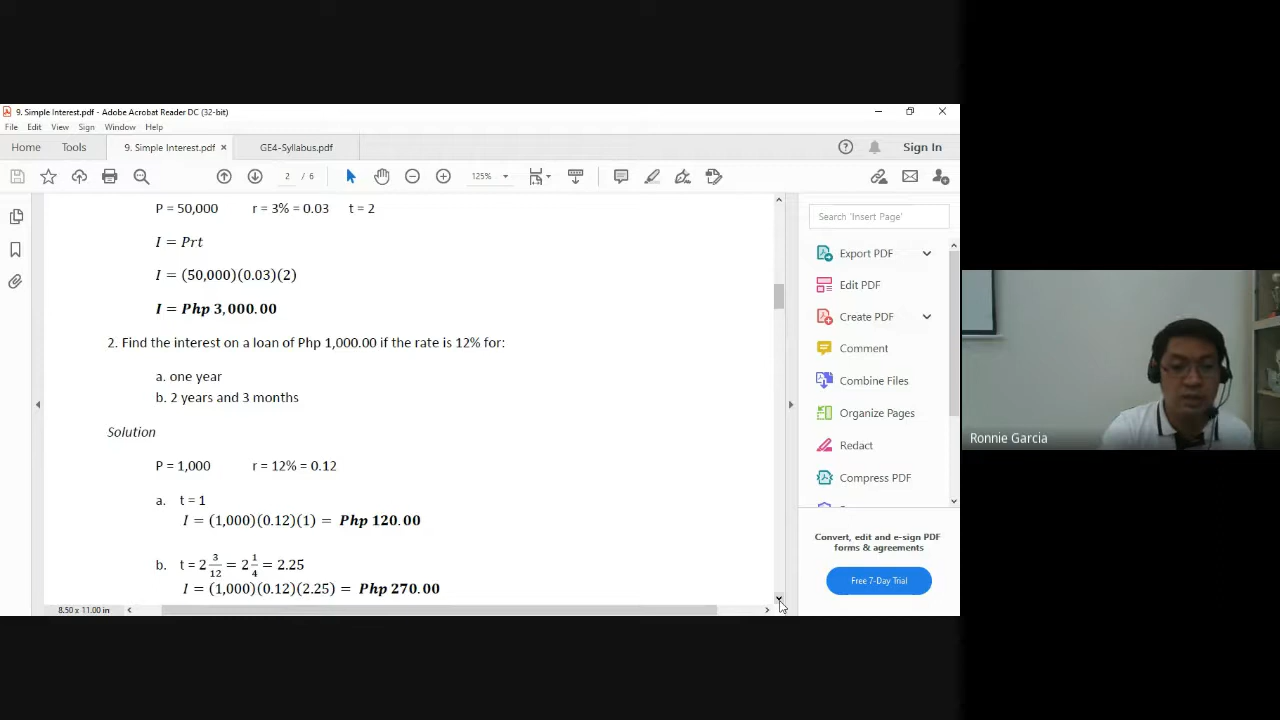 9. Simple Interest.pdf - Adobe Acrobat Reader DC (32-bit)
File Edit View Sign Window Help
Home Tools 9. Simple Interest.pdf × GE4-Syllabus.pdf Sign In
2 / 6 125%
P = 50,000 r = 3% = 0.03 t = 2
I = Prt
I = (50,000)(0.03)(2)
I = Php 3,000.00
2. Find the interest on a loan of Php 1,000.00 if the rate is 12% for:
a. one year
b. 2 years and 3 months
Solution
P = 1,000 r = 12% = 0.12
a. t = 1
I = (1,000)(0.12)(1) = Php 120.00
b. t = 2 3/12 = 2 1/4 = 2.25
I = (1,000)(0.12)(2.25) = Php 270.00
8.50 x 11.00 in
Search 'Insert Page'
Export PDF
Edit PDF
Create PDF
Comment
Combine Files
Organize Pages
Redact
Compress PDF
Convert, edit and e-sign PDF
forms & agreements
Free 7-Day Trial
Ronnie Garcia